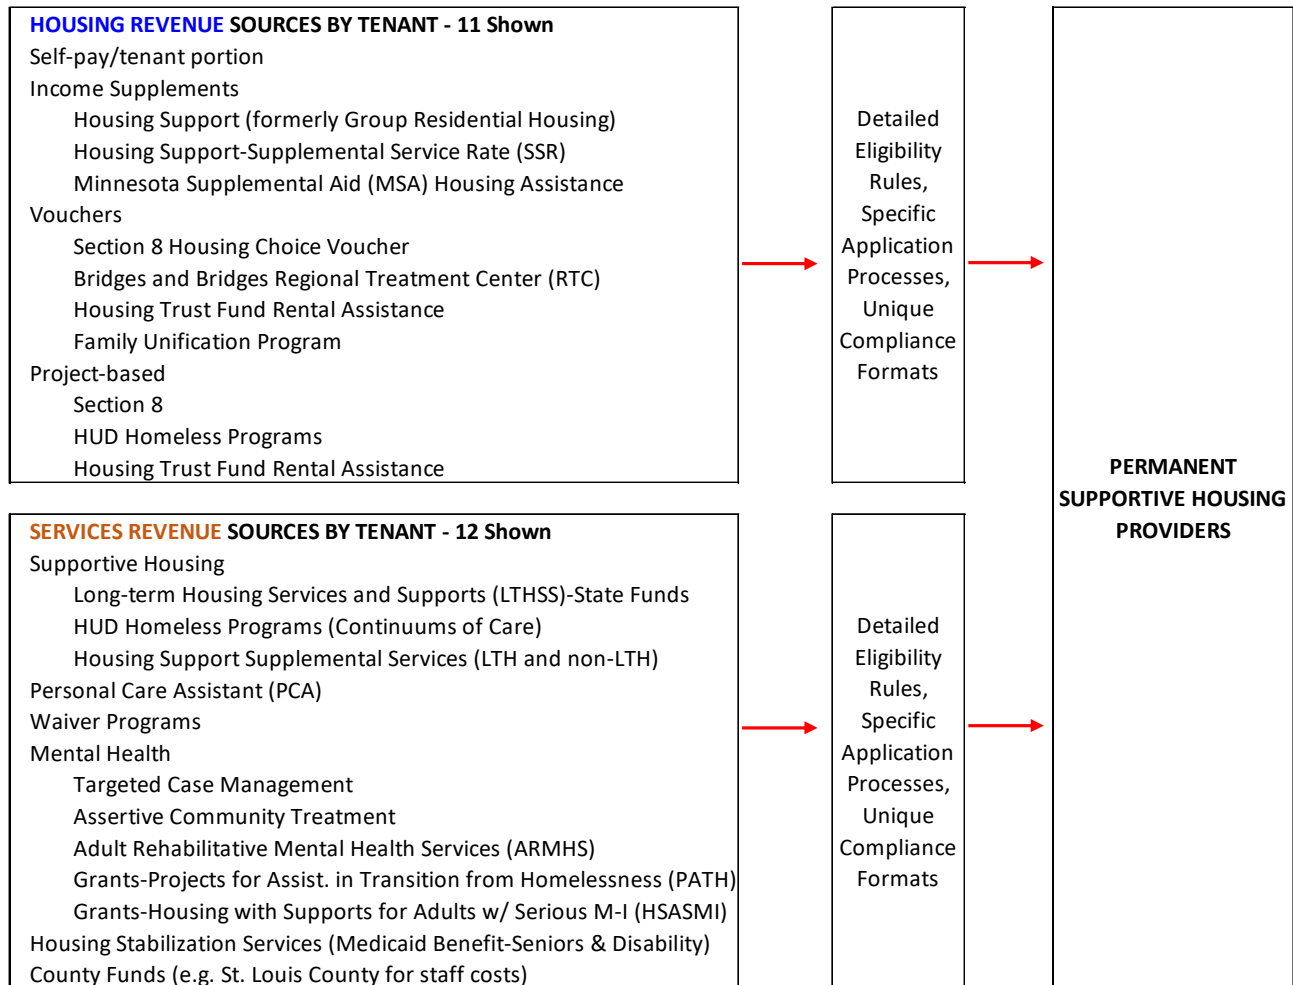 HOUSING REVENUE SOURCES BY TENANT - 11 Shown
Self-pay/tenant portion
Income Supplements
Housing Support (formerly Group Residential Housing)
Housing Support-Supplemental Service Rate (SSR)
Minnesota Supplemental Aid (MSA) Housing Assistance
Vouchers
Section 8 Housing Choice Voucher
Bridges and Bridges Regional Treatment Center (RTC)
Housing Trust Fund Rental Assistance
Family Unification Program
Project-based
Section 8
HUD Homeless Programs
Housing Trust Fund Rental Assistance
Detailed
Eligibility
Rules,
Specific
Application
Processes,
Unique
Compliance
Formats
SERVICES REVENUE SOURCES BY TENANT - 12 Shown
Supportive Housing
Long-term Housing Services and Supports (LTHSS)-State Funds
HUD Homeless Programs (Continuums of Care)
Housing Support Supplemental Services (LTH and non-LTH)
Personal Care Assistant (PCA)
Waiver Programs
Mental Health
Targeted Case Management
Assertive Community Treatment
Adult Rehabilitative Mental Health Services (ARMHS)
Grants-Projects for Assist. in Transition from Homelessness (PATH)
Grants-Housing with Supports for Adults w/ Serious M-I (HSASMI)
Housing Stabilization Services (Medicaid Benefit-Seniors & Disability)
County Funds (e.g. St. Louis County for staff costs)
Detailed
Eligibility
Rules,
Specific
Application
Processes,
Unique
Compliance
Formats
PERMANENT
SUPPORTIVE HOUSING
PROVIDERS